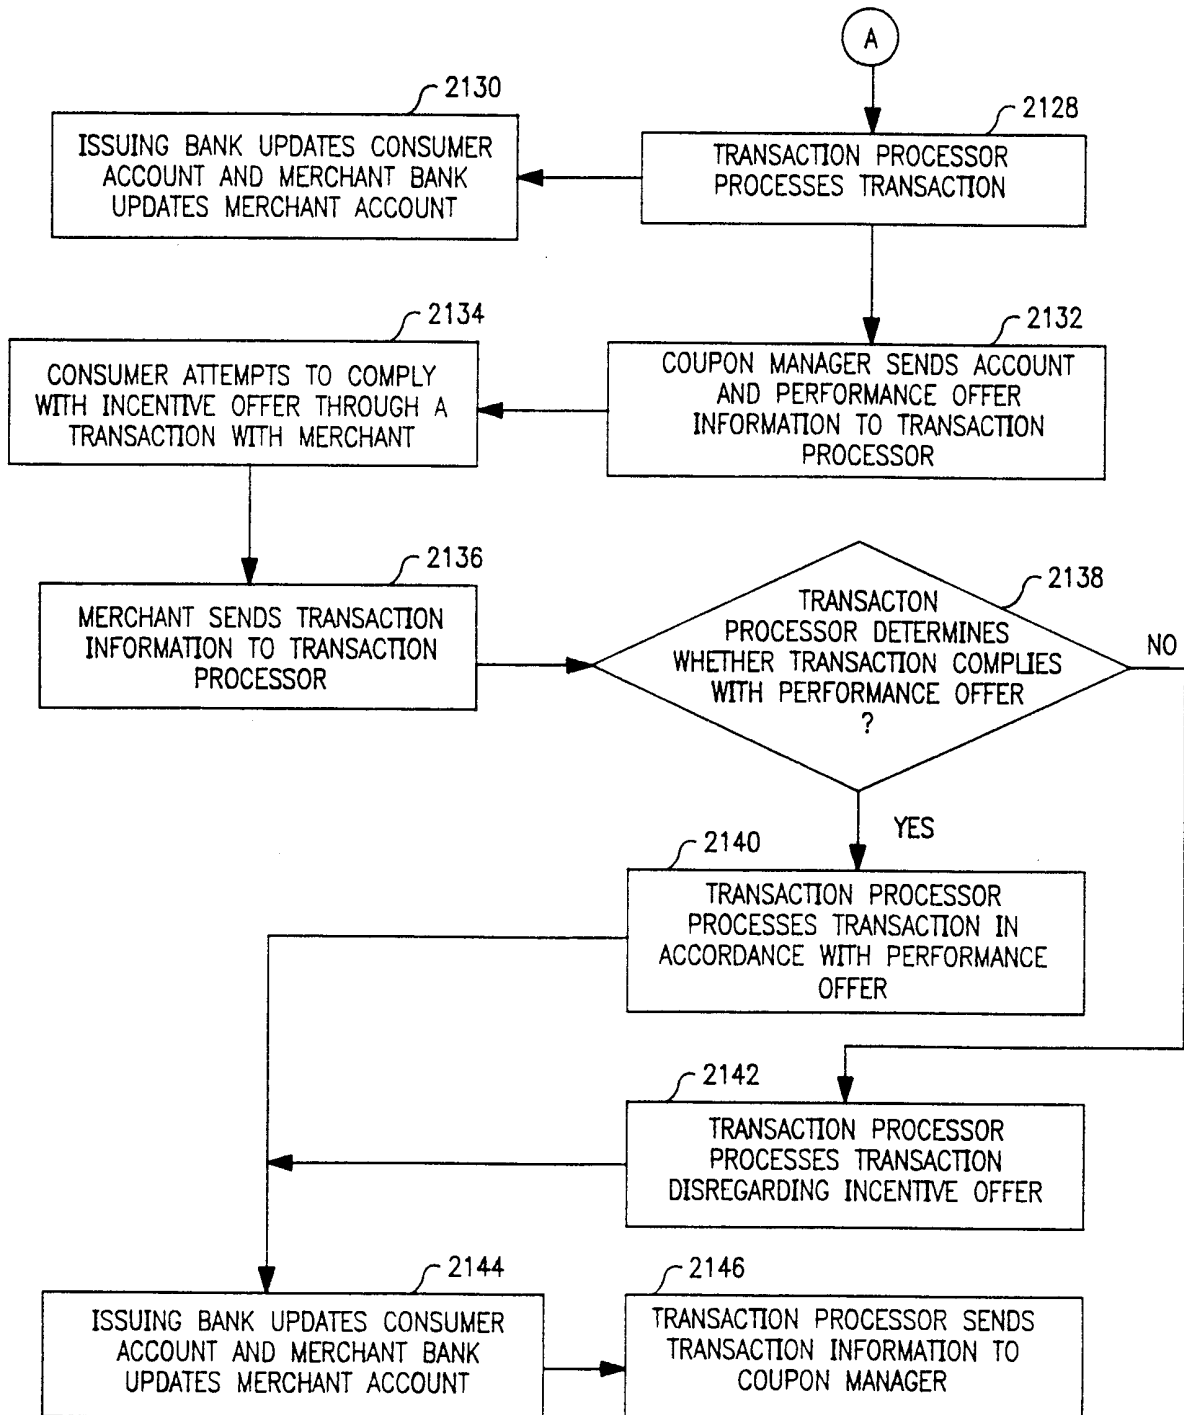 A
2130
ISSUING BANK UPDATES CONSUMER
ACCOUNT AND MERCHANT BANK
UPDATES MERCHANT ACCOUNT
2128
TRANSACTION PROCESSOR
PROCESSES TRANSACTION
2134
CONSUMER ATTEMPTS TO COMPLY
WITH INCENTIVE OFFER THROUGH A
TRANSACTION WITH MERCHANT
2132
COUPON MANAGER SENDS ACCOUNT
AND PERFORMANCE OFFER
INFORMATION TO TRANSACTION
PROCESSOR
2136
MERCHANT SENDS TRANSACTION
INFORMATION TO TRANSACTION
PROCESSOR
2138
TRANSACTON
PROCESSOR DETERMINES
WHETHER TRANSACTION COMPLIES
WITH PERFORMANCE OFFER
?
NO
YES
2140
TRANSACTION PROCESSOR
PROCESSES TRANSACTION IN
ACCORDANCE WITH PERFORMANCE
OFFER
2142
TRANSACTION PROCESSOR
PROCESSES TRANSACTION
DISREGARDING INCENTIVE OFFER
2144
ISSUING BANK UPDATES CONSUMER
ACCOUNT AND MERCHANT BANK
UPDATES MERCHANT ACCOUNT
2146
TRANSACTION PROCESSOR SENDS
TRANSACTION INFORMATION TO
COUPON MANAGER